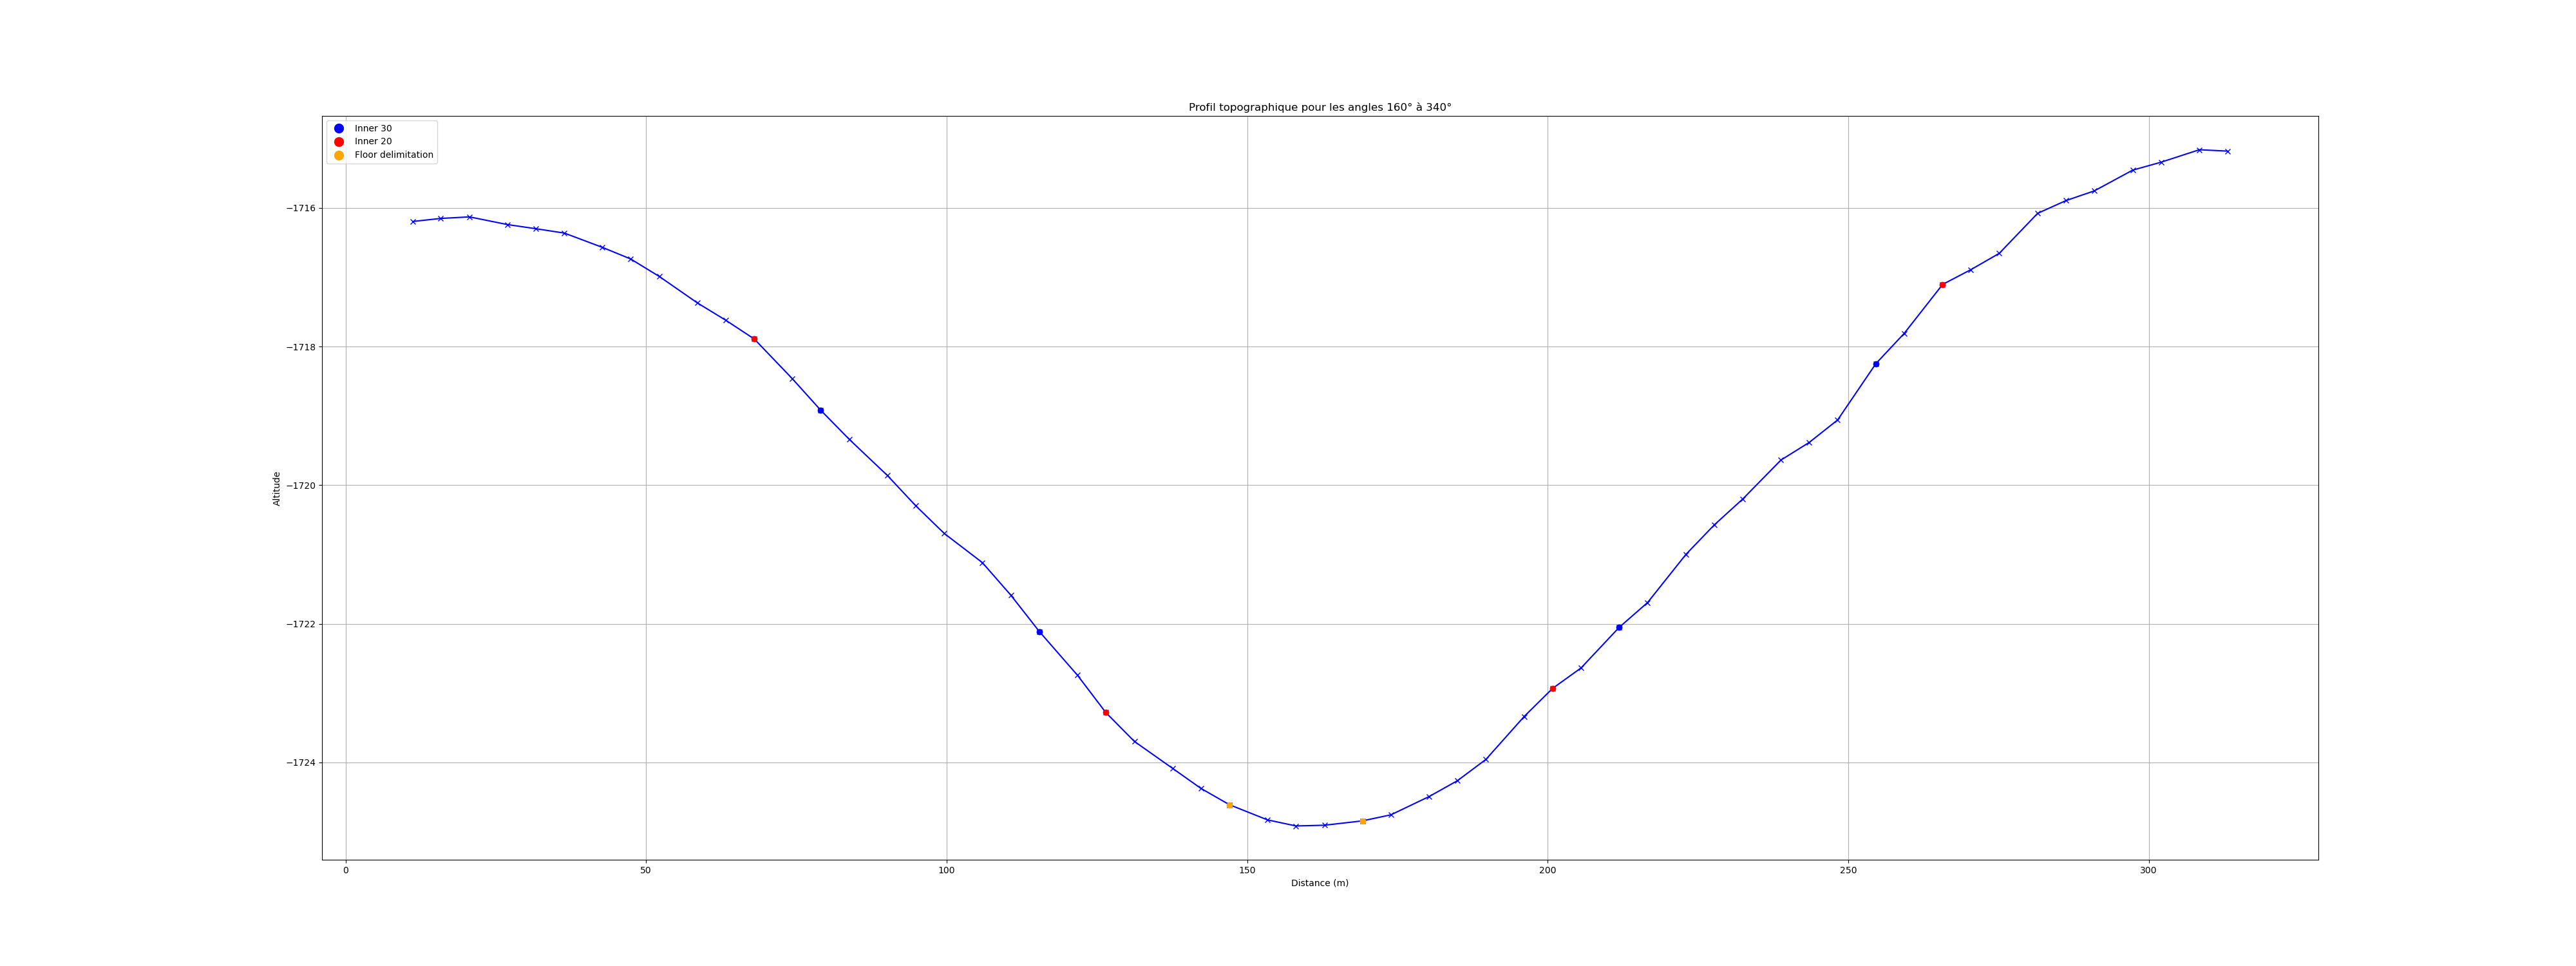 Profil topographique pour les angles 160° à 340°
Inner 30
Inner 20
Floor delimitation
−1716
−1718
−1720
−1722
−1724
Altitude
0 50 100 150 200 250 300
Distance (m)